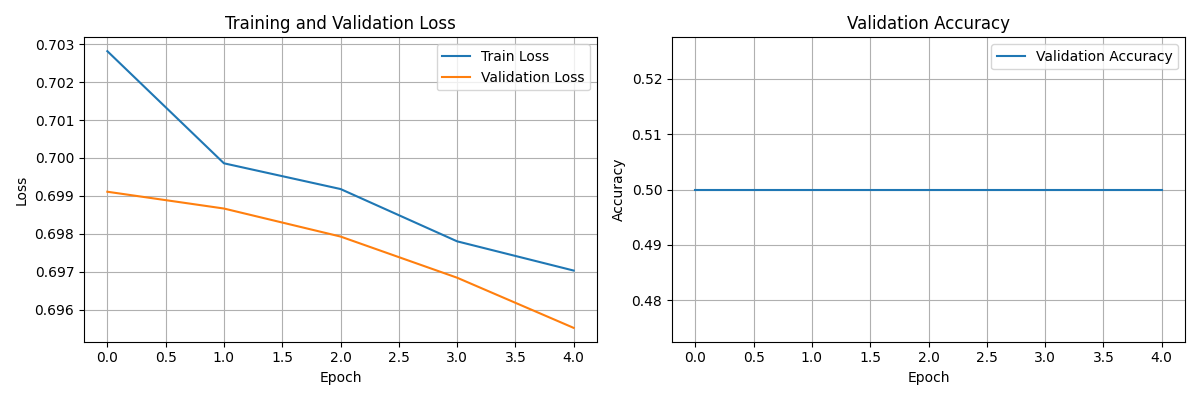 Training and Validation Loss
0.703
0.702
0.701
0.700
0.699
0.698
0.697
0.696
Loss
Train Loss
Validation Loss
0.0 0.5 1.0 1.5 2.0 2.5 3.0 3.5 4.0
Epoch
Validation Accuracy
0.52
0.51
0.50
0.49
0.48
Accuracy
Validation Accuracy
0.0 0.5 1.0 1.5 2.0 2.5 3.0 3.5 4.0
Epoch